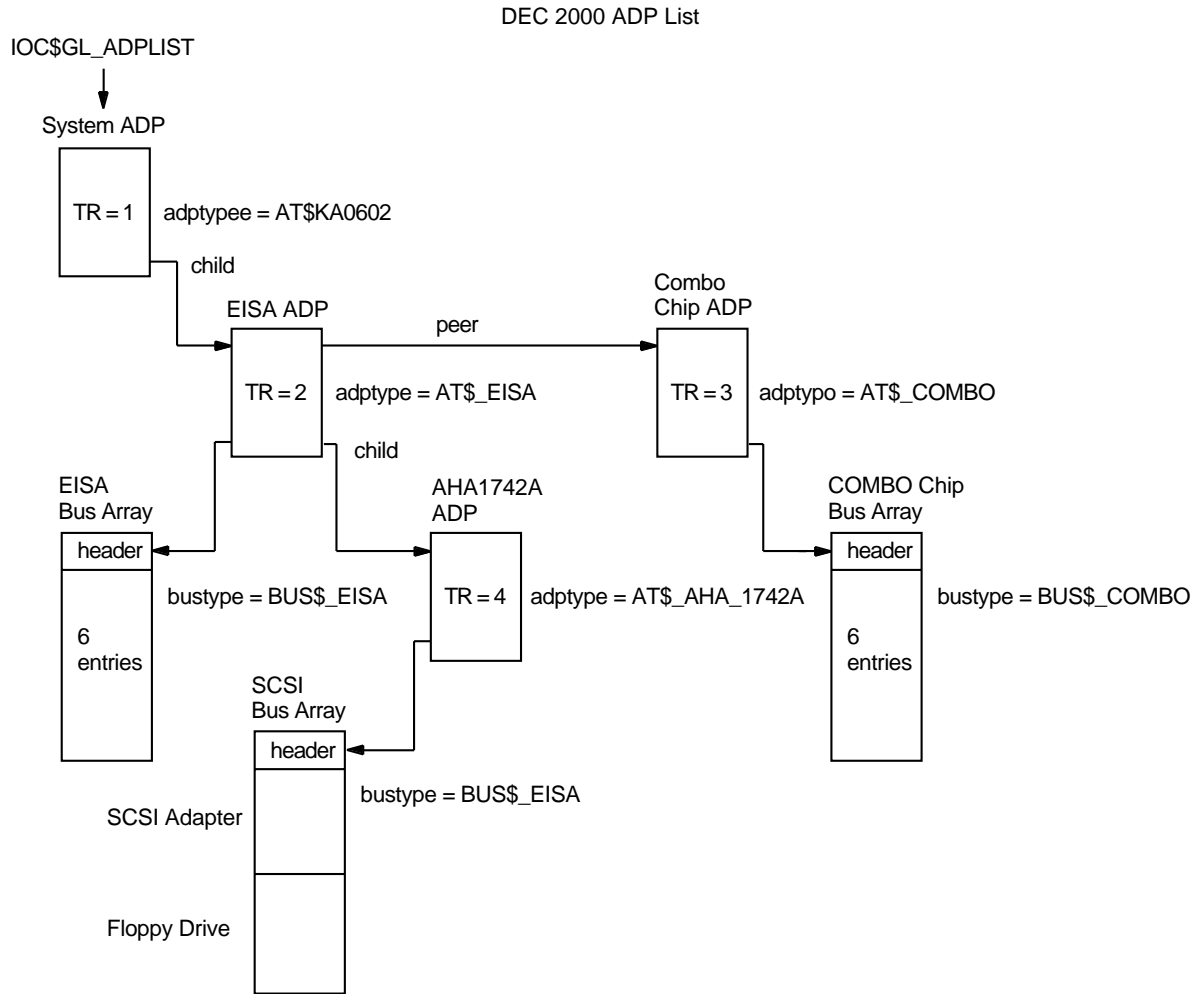 DEC 2000 ADP List
IOC$GL_ADPLIST
System ADP
TR = 1
adptypee = AT$KA0602
child
EISA ADP
peer
Combo
Chip ADP
TR = 2
adptype = AT$_EISA
TR = 3
adptypo = AT$_COMBO
child
EISA
Bus Array
AHA1742A
ADP
COMBO Chip
Bus Array
header
header
bustype = BUS$_EISA
TR = 4
adptype = AT$_AHA_1742A
bustype = BUS$_COMBO
6
entries
6
entries
SCSI
Bus Array
header
bustype = BUS$_EISA
SCSI Adapter
Floppy Drive